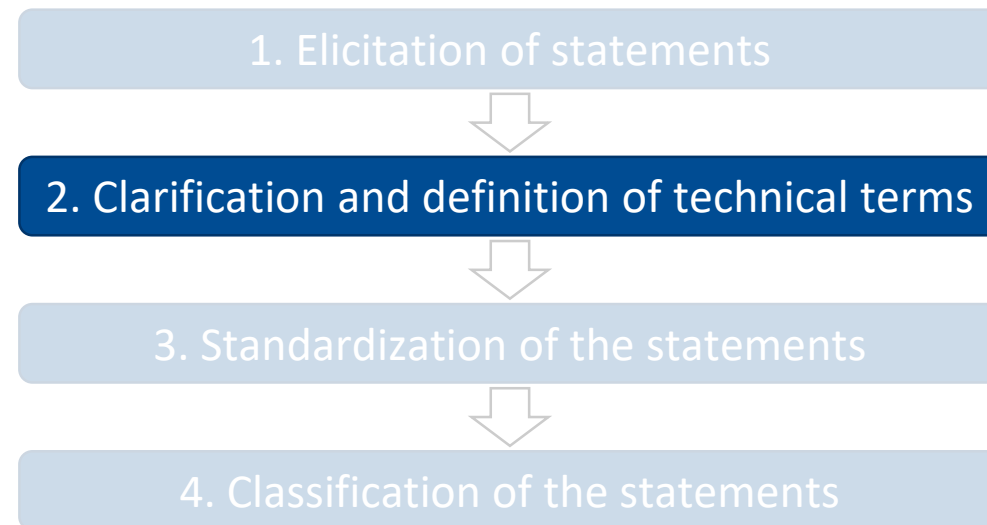 1. Elicitation of statements
2. Clarification and definition of technical terms
3. Standardization of the statements
4. Classification of the statements